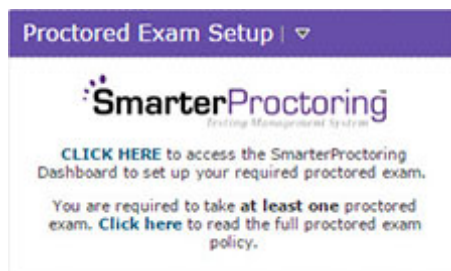 Proctored Exam Setup |
SmarterProctoring
Testing Management System
CLICK HERE to access the SmarterProctoring
Dashboard to set up your required proctored exam.
You are required to take at least one proctored
exam. Click here to read the full proctored exam
policy.